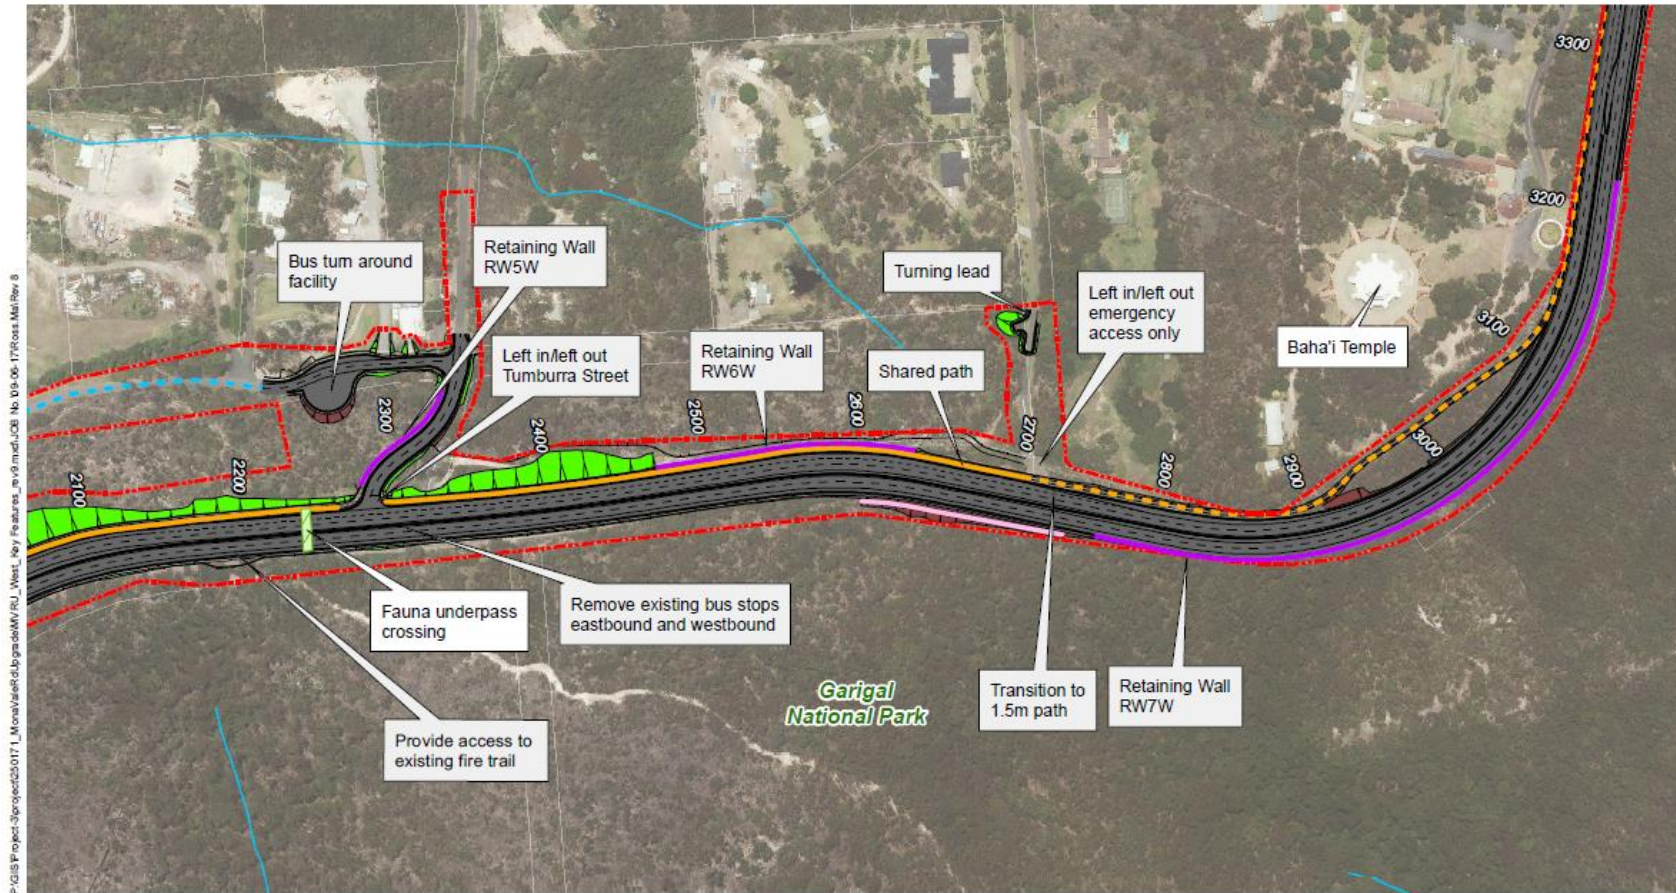 3300
3200
Bus turn around
facility
Retaining Wall
RW5W
Turning lead
Left in/left out
emergency
access only
3100
Baha'i Temple
Left in/left out
Tumburra Street
Retaining Wall
RW6W
Shared path
2300
2400
2500
2600
2700
3000
2100
2200
2800
2900
Fauna underpass
crossing
Remove existing bus stops
eastbound and westbound
Garigal
National Park
Transition to
1.5m path
Retaining Wall
RW7W
Provide access to
existing fire trail